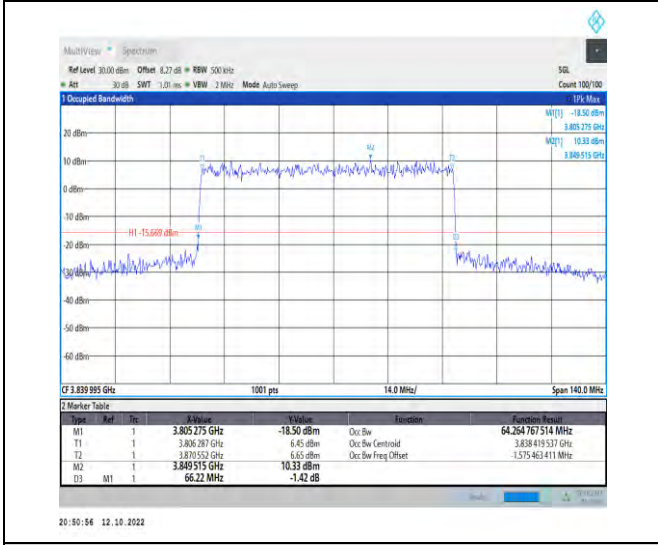 MultiView Spectrum
Ref Level 30.00 dBm Offset 8.27 dB RBW 500 kHz SGL
Att 30 dB SWT 1.01 ms VBW 2 MHz Mode Auto Sweep Count 100/100
1 Occupied Bandwidth 1Pk Max
M1[1] -18.50 dBm
3.805 275 GHz
20 dBm
M2[1] 10.33 dBm
3.849 515 GHz
M2
T1
T2
10 dBm
0 dBm
-10 dBm
M1
H1 -15.669 dBm
D3
-20 dBm
-30 dBm
-40 dBm
-50 dBm
-60 dBm
CF 3.839 995 GHz 1001 pts 14.0 MHz/ Span 140.0 MHz
2 Marker Table
Type Ref Trc X-Value Y-Value Function Function Result
M1 1 3.805 275 GHz -18.50 dBm Occ Bw 64.264 767 514 MHz
T1 1 3.806 287 GHz 6.45 dBm Occ Bw Centroid 3.838 419 537 GHz
T2 1 3.870 552 GHz 6.65 dBm Occ Bw Freq Offset -1.575 463 411 MHz
M2 1 3.849 515 GHz 10.33 dBm
D3 M1 1 66.22 MHz -1.42 dB
20:50:56 12.10.2022